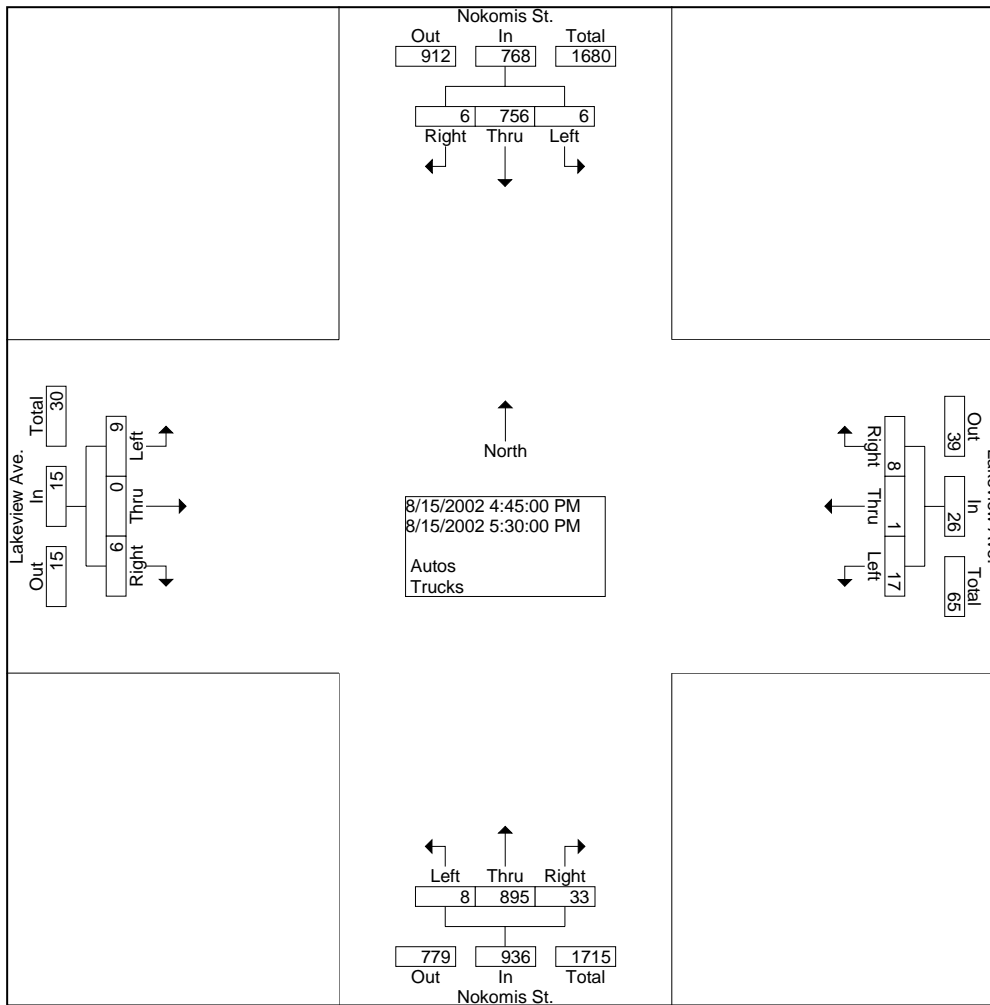 Nokomis St.
Out In Total
912 768 1680
6 756 6
Right Thru Left
Lakeview Ave.
Total In Out
30 15 15
9 0 6
Left Thru Right
North
8/15/2002 4:45:00 PM
8/15/2002 5:30:00 PM
Autos
Trucks
Right Thru Left
8 1 17
Out In Total
39 26 65
Left Thru Right
8 895 33
779 936 1715
Out In Total
Nokomis St.